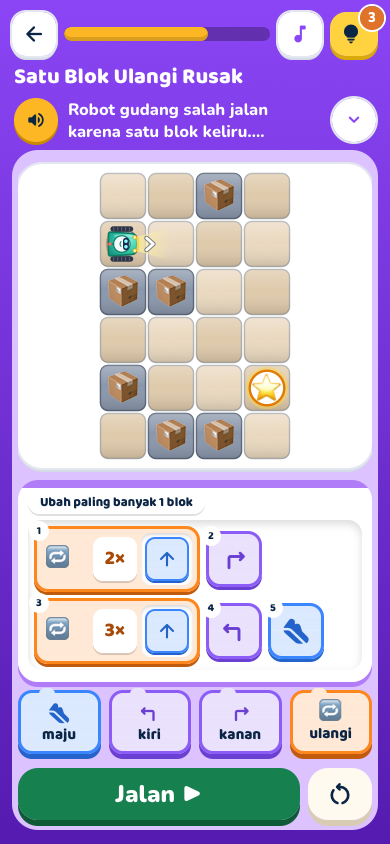 3
Satu Blok Ulangi Rusak
Robot gudang salah jalan
karena satu blok keliru....
Ubah paling banyak 1 blok
1
2×
2
3
3×
4
5
maju
kiri
kanan
ulangi
Jalan